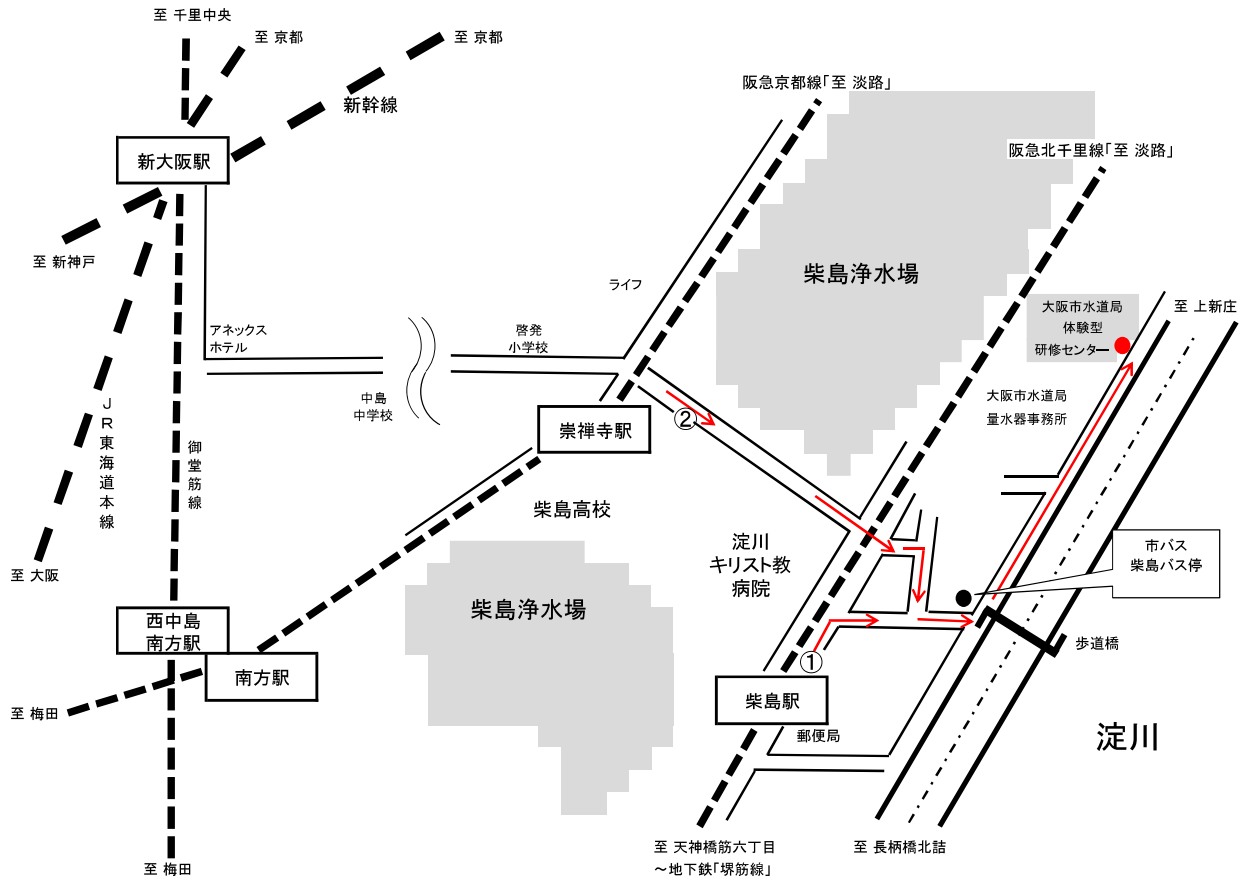 至 千里中央
至 京都
至 京都
新幹線
新大阪駅
至 新神戸
阪急京都線「至 淡路」
阪急北千里線「至 淡路」
柴島浄水場
ライフ
大阪市水道局
体験型
研修センター
至 上新庄
アネックス
ホテル
啓発
小学校
中島
中学校
大阪市水道局
量水器事務所
JR東海道本線
御堂筋線
崇禅寺駅
②
柴島高校
淀川
キリスト教
病院
市バス
柴島バス停
至 大阪
西中島
南方駅
柴島浄水場
歩道橋
南方駅
①
柴島駅
至 梅田
郵便局
淀川
至 梅田
至 天神橋筋六丁目
～地下鉄「堺筋線」
至 長柄橋北詰